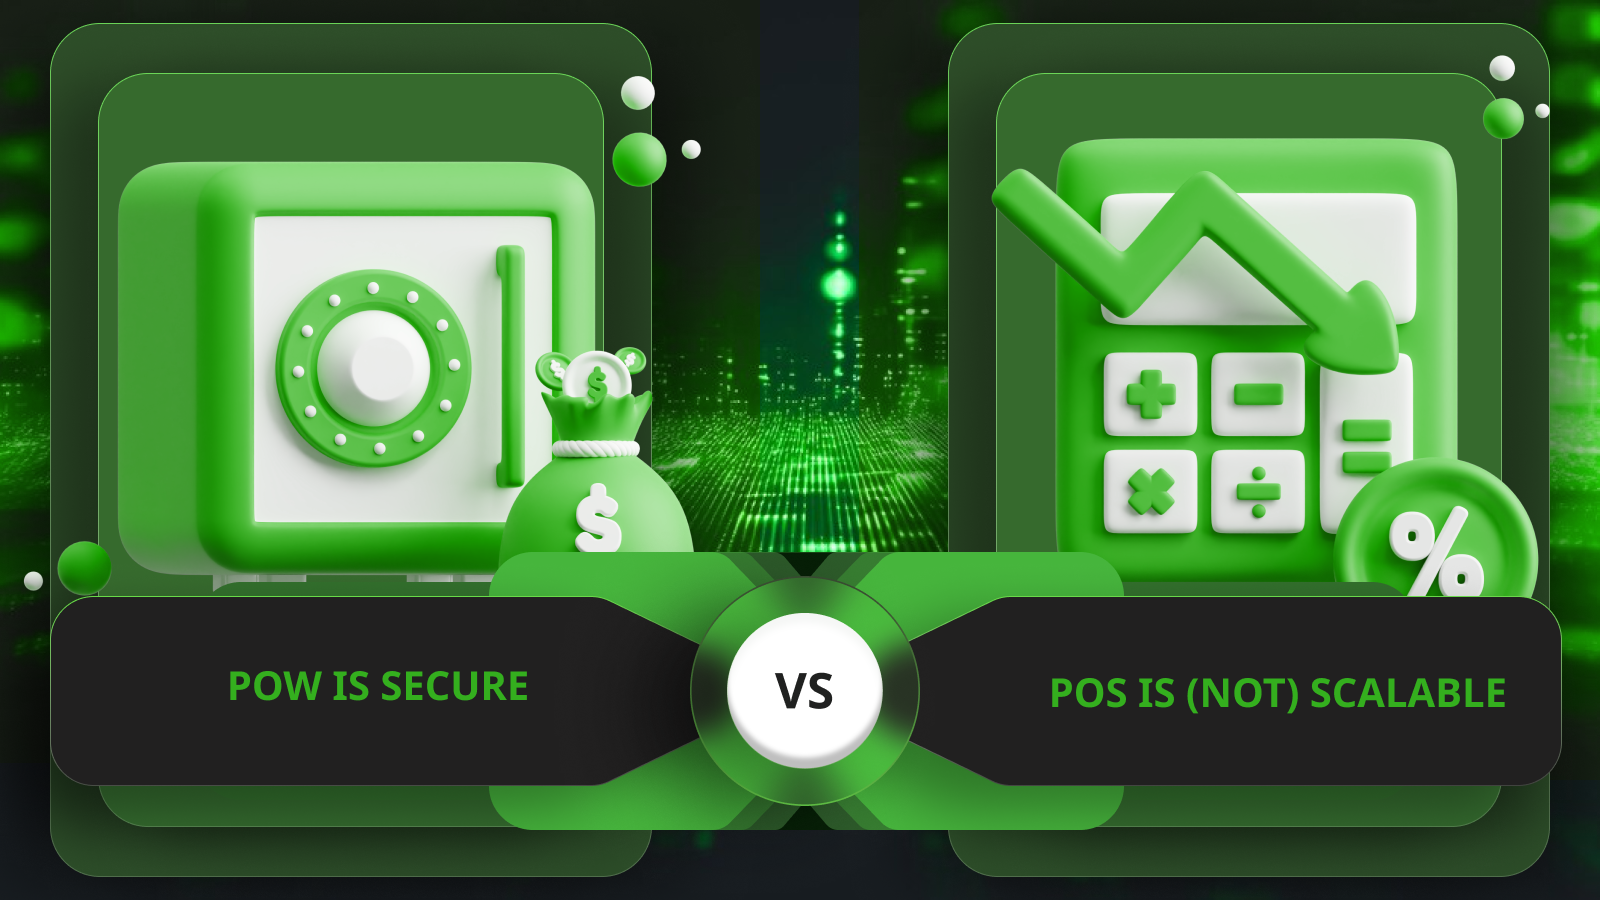 $
$
$
$
%
POW IS SECURE
VS
POS IS (NOT) SCALABLE